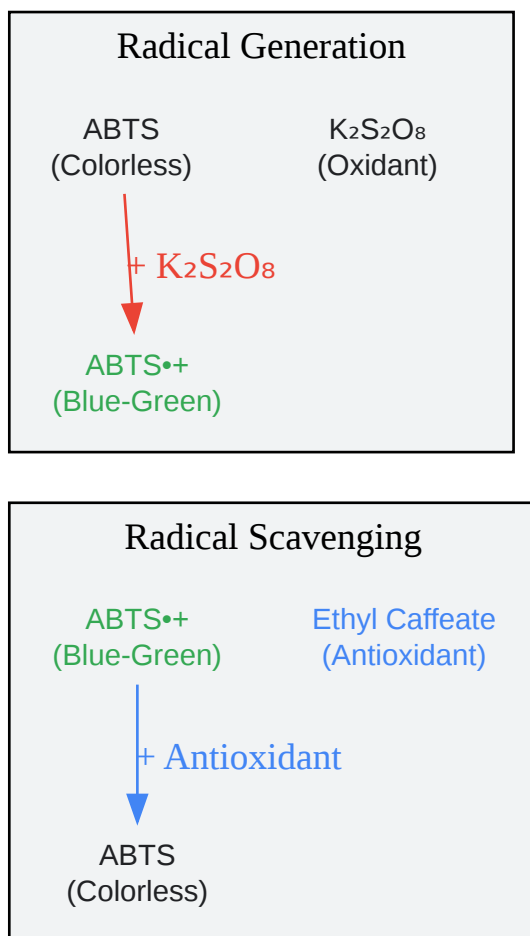 Radical Generation
ABTS
(Colorless)
K₂S₂O₈
(Oxidant)
+ K₂S₂O₈
ABTS•+
(Blue-Green)
Radical Scavenging
ABTS•+
(Blue-Green)
Ethyl Caffeate
(Antioxidant)
+ Antioxidant
ABTS
(Colorless)